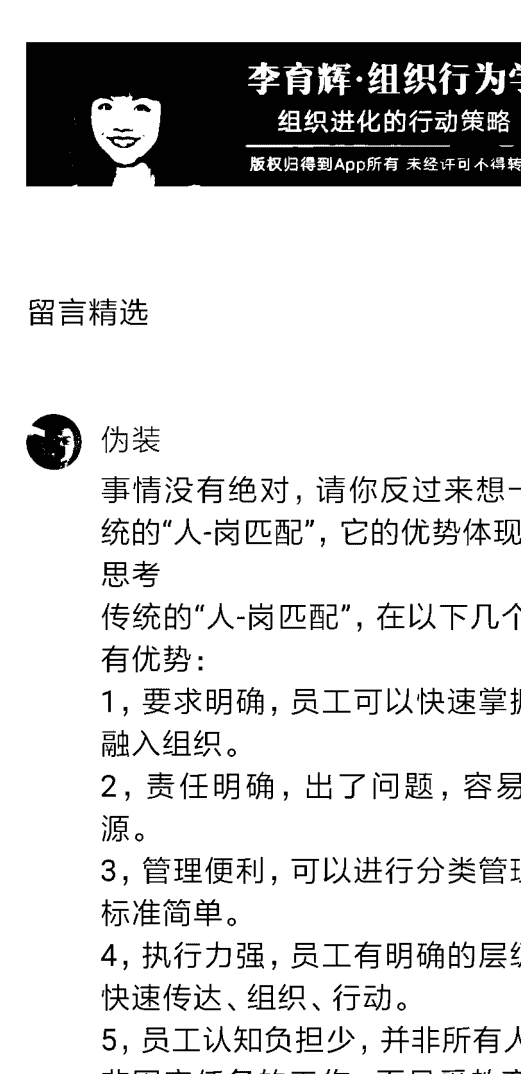 李育辉·组织行为学
组织进化的行动策略
版权归得到App所有 未经许可不得转
留言精选
伪装
事情没有绝对，请你反过来想一
统的“人-岗匹配”，它的优势体现
思考
传统的“人-岗匹配”，在以下几个
有优势：
1，要求明确，员工可以快速掌握
融入组织。
2，责任明确，出了问题，容易
源。
3，管理便利，可以进行分类管理
标准简单。
4，执行力强，员工有明确的层级
快速传达、组织、行动。
5，员工认知负担少，并非所有人